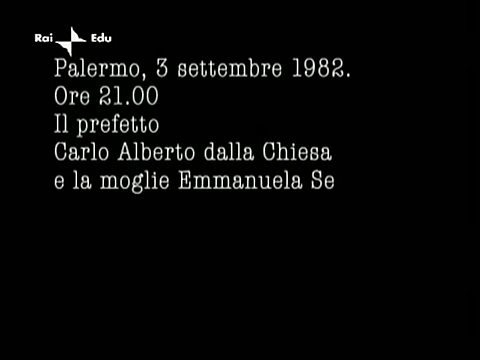 Rai Edu
Palermo, 3 settembre 1982.
Ore 21.00
Il prefetto
Carlo Alberto dalla Chiesa
e la moglie Emmanuela Se